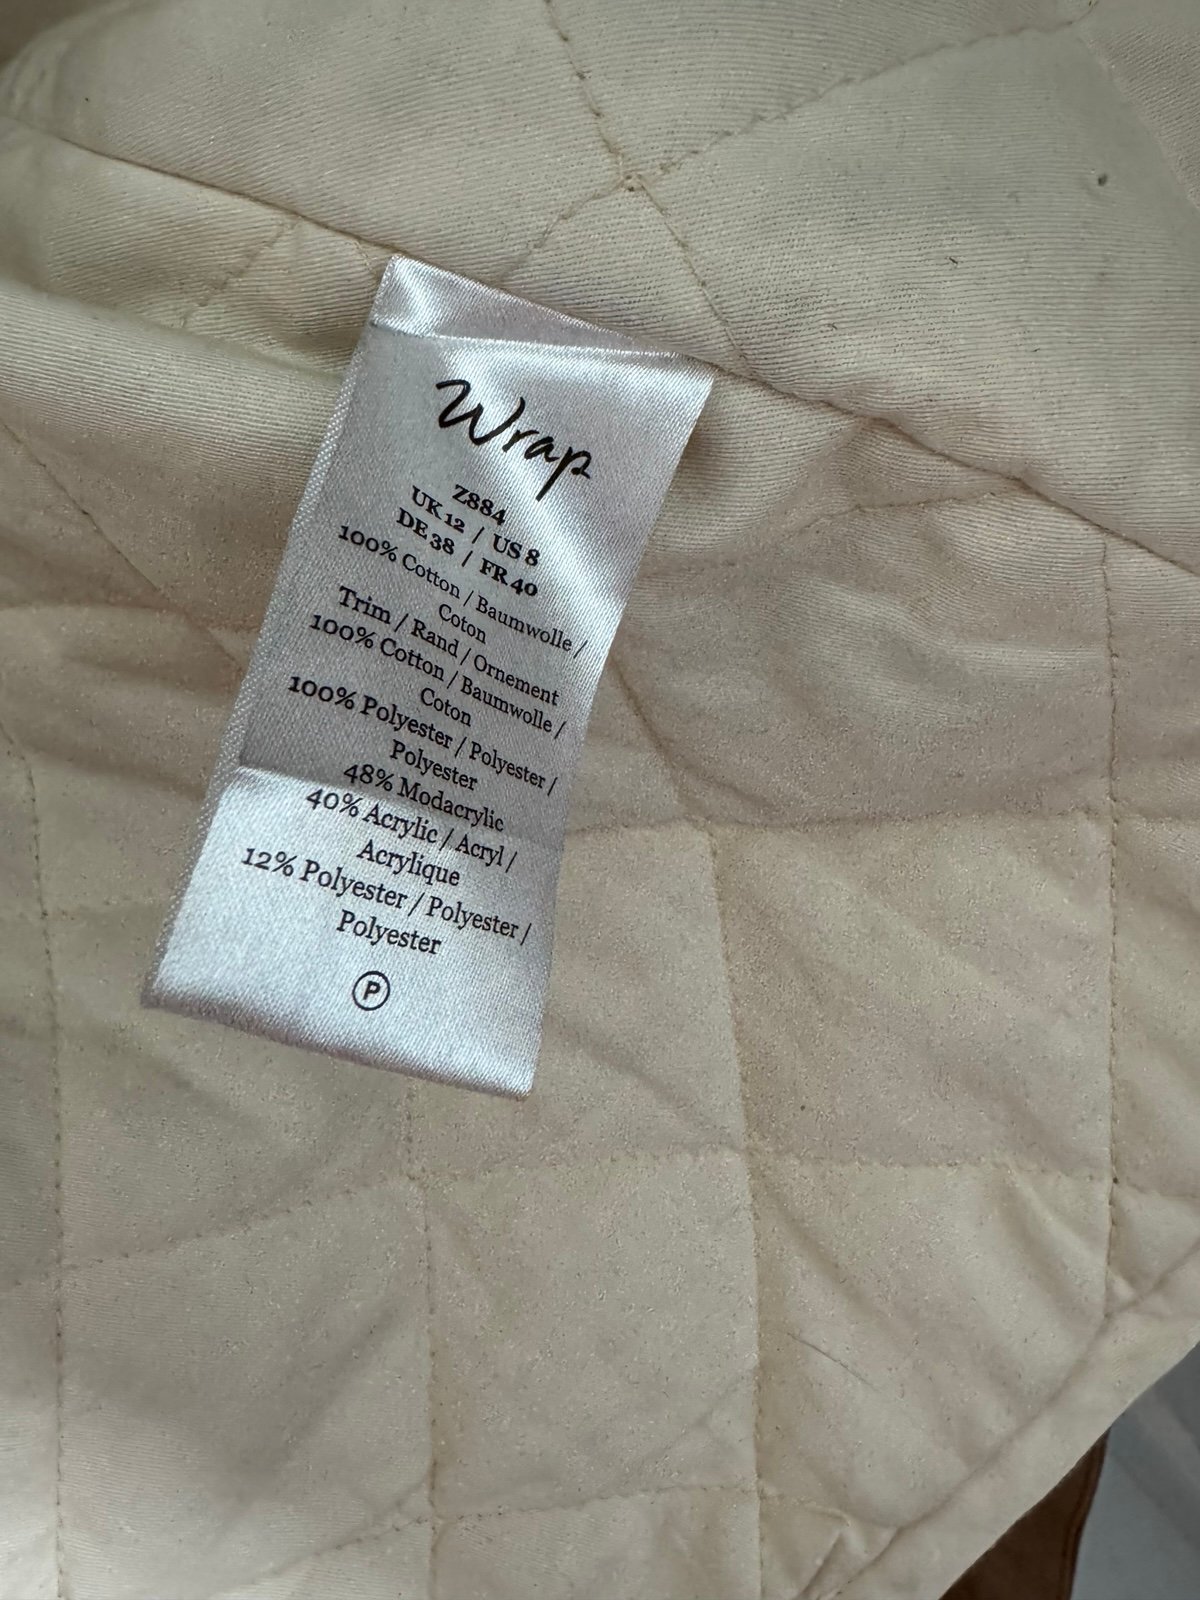 Wrap
Z884
UK 12 / US 8
DE 38 / FR 40
100% Cotton / Baumwolle /
Coton
Trim / Rand / Ornement
100% Cotton / Baumwolle /
Coton
100% Polyester / Polyester /
Polyester
48% Modacrylic
40% Acrylic / Acryl /
Acrylique
12% Polyester / Polyester /
Polyester
P